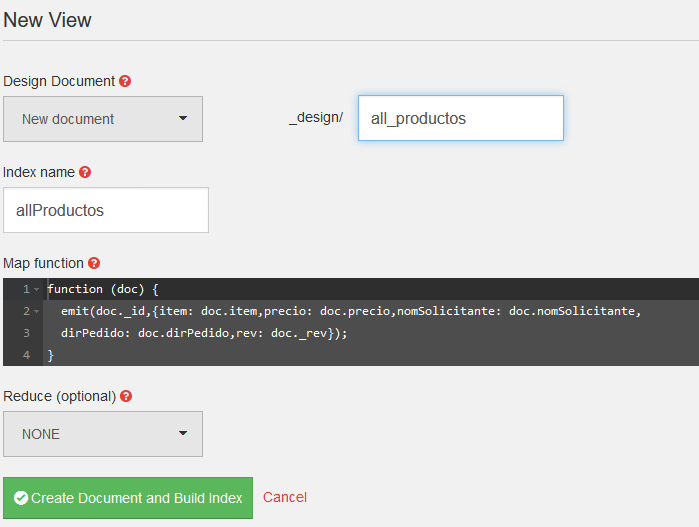 New View
Design Document ?
New document
_design/
all_productos
Index name ?
allProductos
Map function ?
1 function (doc) {
2 emit(doc._id,{item: doc.item,precio: doc.precio,nomSolicitante: doc.nomSolicitante,
3 dirPedido: doc.dirPedido,rev: doc._rev});
4 }
Reduce (optional) ?
NONE
Create Document and Build Index Cancel